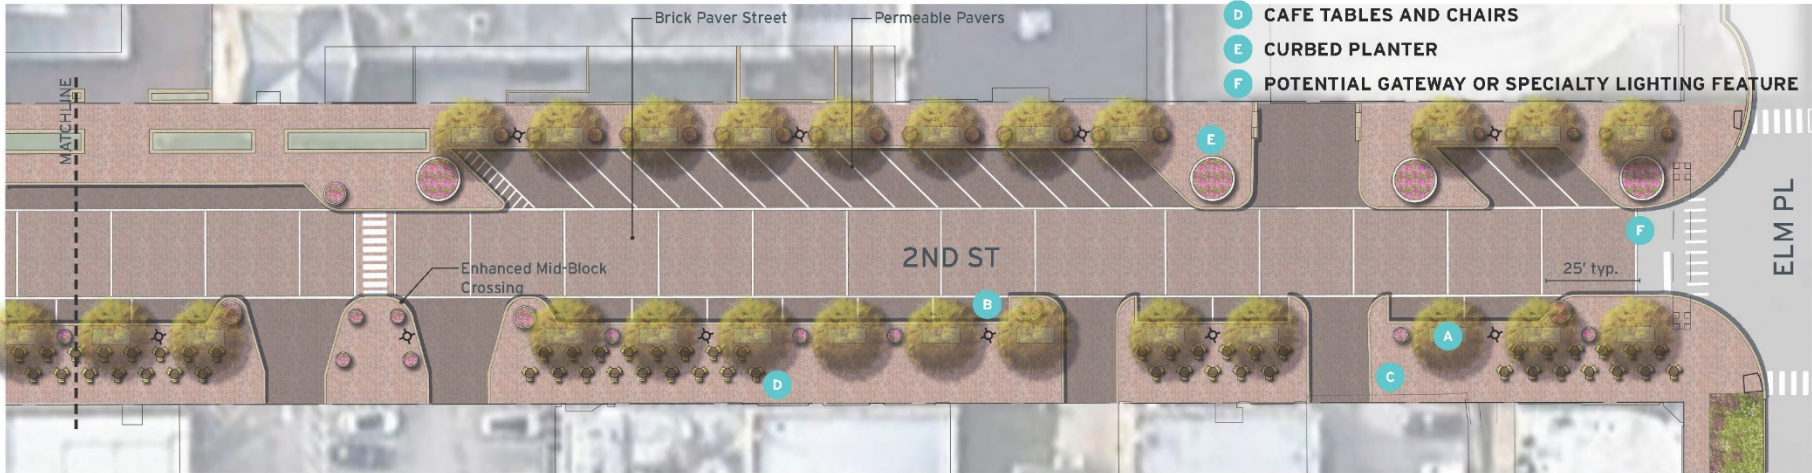 Brick Paver Street
Permeable Pavers
D CAFE TABLES AND CHAIRS
E CURBED PLANTER
F POTENTIAL GATEWAY OR SPECIALTY LIGHTING FEATURE
MATCHLINE
E
F
2ND ST
ELM PL
Enhanced Mid-Block
Crossing
25' typ.
B
A
C
D